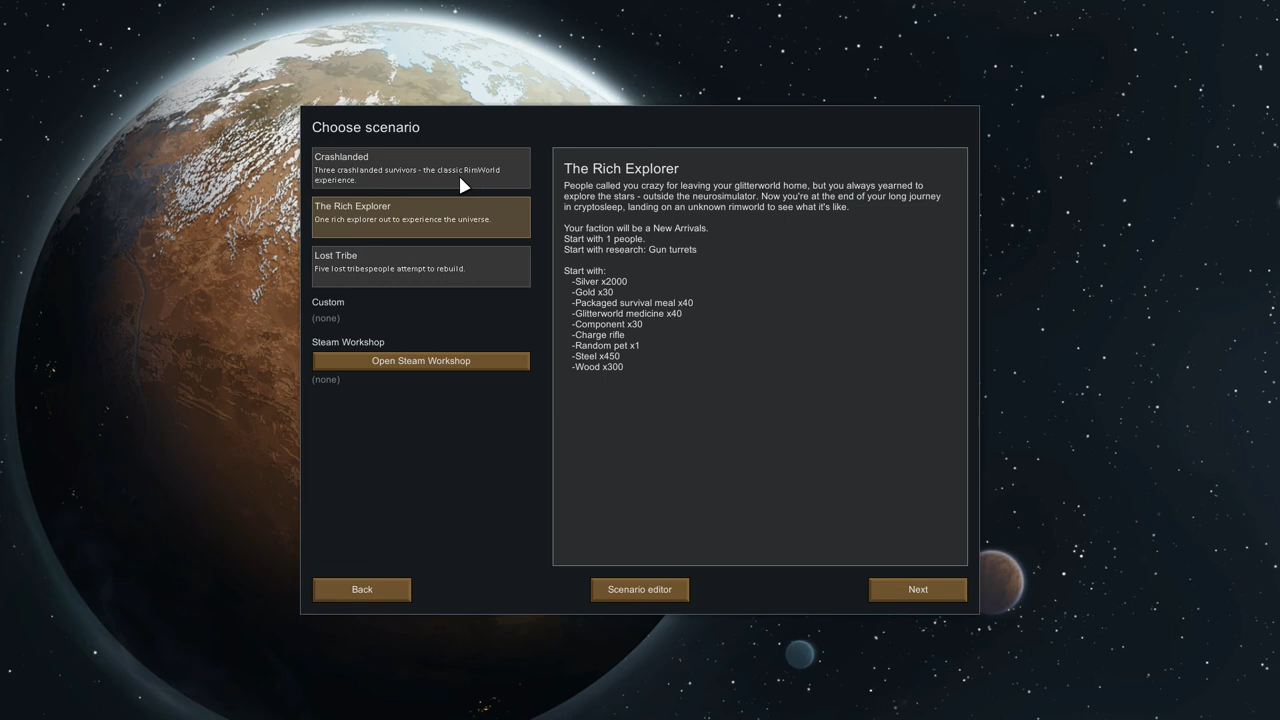 Choose scenario
Crashlanded
Three crashlanded survivors - the classic RimWorld
experience.
The Rich Explorer
One rich explorer out to experience the universe.
Lost Tribe
Five lost tribespeople attempt to rebuild.
Custom
(none)
Steam Workshop
Open Steam Workshop
(none)
The Rich Explorer
People called you crazy for leaving your glitterworld home, but you always yearned to
explore the stars - outside the neurosimulator. Now you're at the end of your long journey
in cryptosleep, landing on an unknown rimworld to see what it's like.
Your faction will be a New Arrivals.
Start with 1 people.
Start with research: Gun turrets
Start with:
-Silver x2000
-Gold x30
-Packaged survival meal x40
-Glitterworld medicine x40
-Component x30
-Charge rifle
-Random pet x1
-Steel x450
-Wood x300
Back
Scenario editor
Next